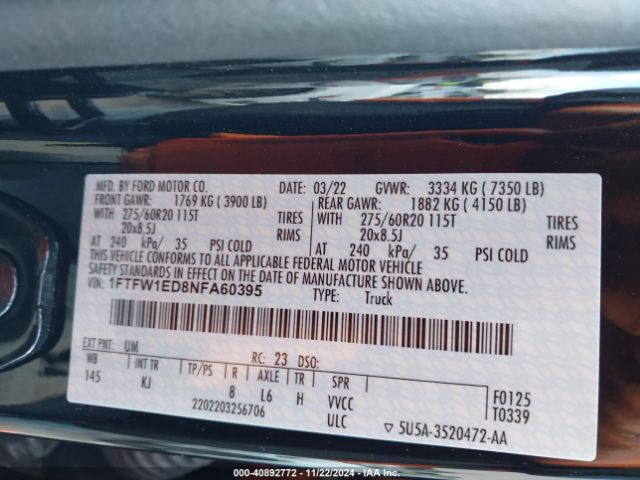 MFD. BY FORD MOTOR CO.
DATE: 03/22 GVWR: 3334 KG ( 7350 LB)
FRONT GAWR: 1769 KG ( 3900 LB) REAR GAWR: 1882 KG ( 4150 LB)
WITH 275/60R20 115T TIRES WITH 275/60R20 115T TIRES
20x8.5J RIMS 20x8.5J RIMS
AT 240 kPa/ 35 PSI COLD AT 240 kPa/ 35 PSI COLD
THIS VEHICLE CONFORMS TO ALL APPLICABLE FEDERAL MOTOR VEHICLE
SAFETY STANDARDS IN EFFECT ON THE DATE OF MANUFACTURE SHOWN ABOVE.
VIN: 1FTFW1ED8NFA60395 TYPE: Truck
EXT PNT: UM RC: 23 DSO:
WB INT TR TP/PS R AXLE TR SPR
145 KJ 8 L6 H VVCC F0125
2202203256706 ULC T0339
▽ 5U5A-3520472-AA
000-40892772 - 11/22/2024 - IAA Inc.